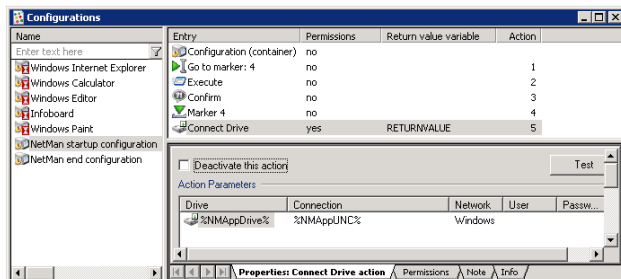 Configurations
Name
Enter text here
Windows Internet Explorer
Windows Calculator
Windows Editor
Infoboard
Windows Paint
NetMan startup configuration
NetMan end configuration
Entry Permissions Return value variable Action
Configuration (container) no
Go to marker: 4 no 1
Execute no 2
Confirm no 3
Marker 4 no 4
Connect Drive yes RETURNVALUE 5
Deactivate this action Test
Action Parameters
Drive Connection Network User Passw...
%NMAppDrive% %NMAppUNC% Windows
Properties: Connect Drive action Permissions Note Info